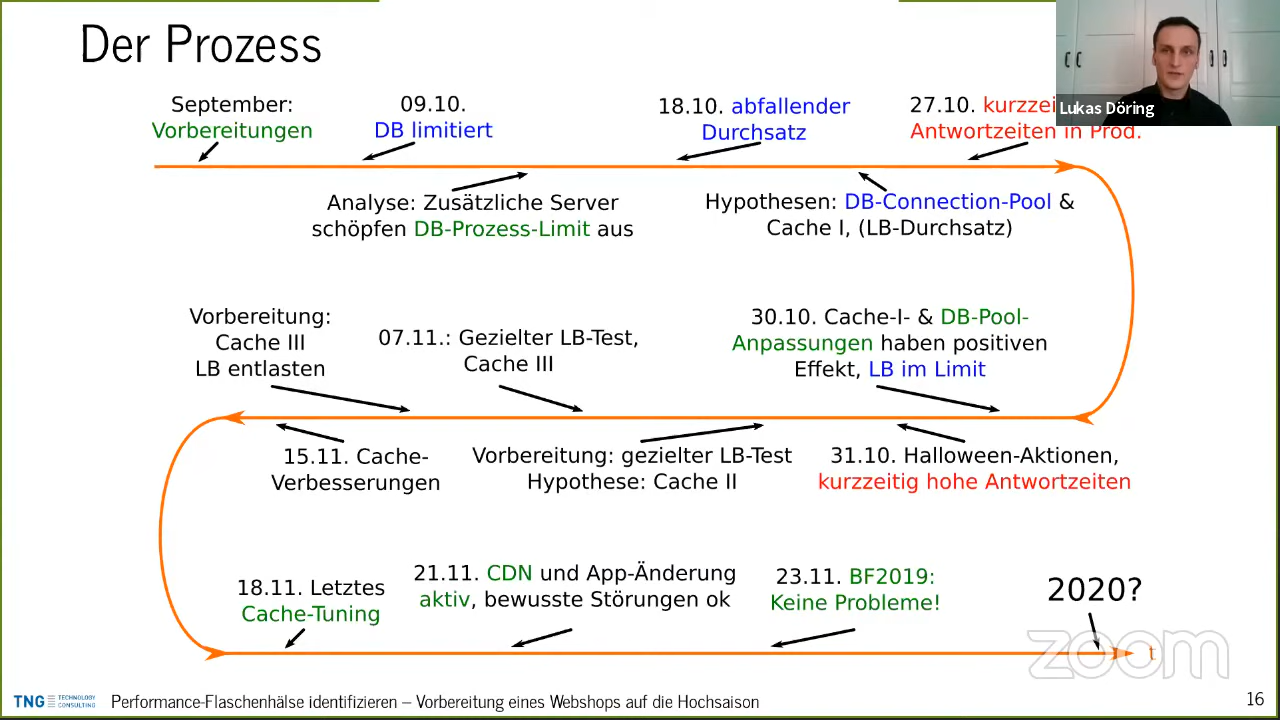 Der Prozess
Lukas Döring
September:
Vorbereitungen
09.10.
DB limitiert
18.10. abfallender
Durchsatz
27.10.
Antwortzeiten in Prod.
Analyse: Zusätzliche Server
schöpfen DB-Prozess-Limit aus
Hypothesen: DB-Connection-Pool &
Cache I, (LB-Durchsatz)
Vorbereitung:
Cache III
LB entlasten
07.11.: Gezielter LB-Test,
Cache III
30.10. Cache-I- & DB-Pool-
Anpassungen haben positiven
Effekt, LB im Limit
15.11. Cache-
Verbesserungen
Vorbereitung: gezielter LB-Test
Hypothese: Cache II
31.10. Halloween-Aktionen,
kurzzeitig hohe Antwortzeiten
18.11. Letztes
Cache-Tuning
21.11. CDN und App-Änderung
aktiv, bewusste Störungen ok
23.11. BF2019:
Keine Probleme!
2020?
zoom
t
TNG TECHNOLOGY
CONSULTING
Performance-Flaschenhälse identifizieren – Vorbereitung eines Webshops auf die Hochsaison
16